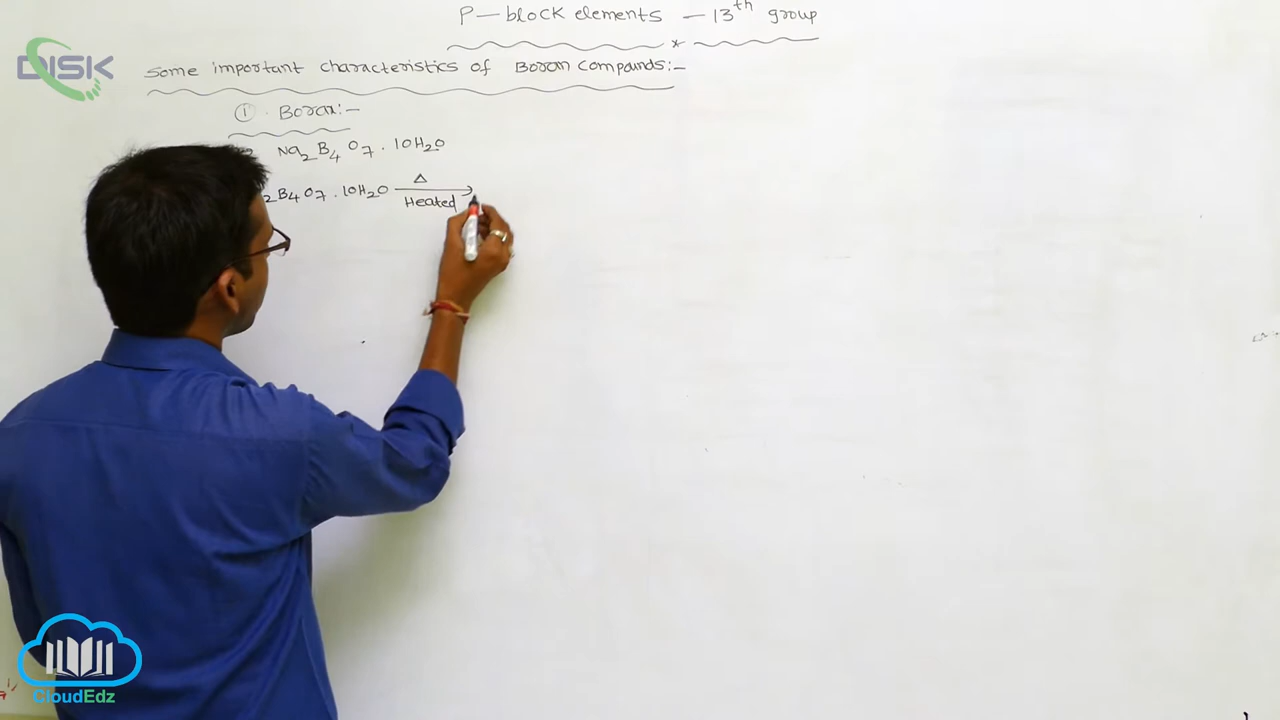 P - block elements - 13th group
DISK
Some important characteristics of Boron compounds:-
① . Borax:-
Na2B4O7 . 10H2O
2B4O7 . 10H2O Δ
Heated
CloudEdz